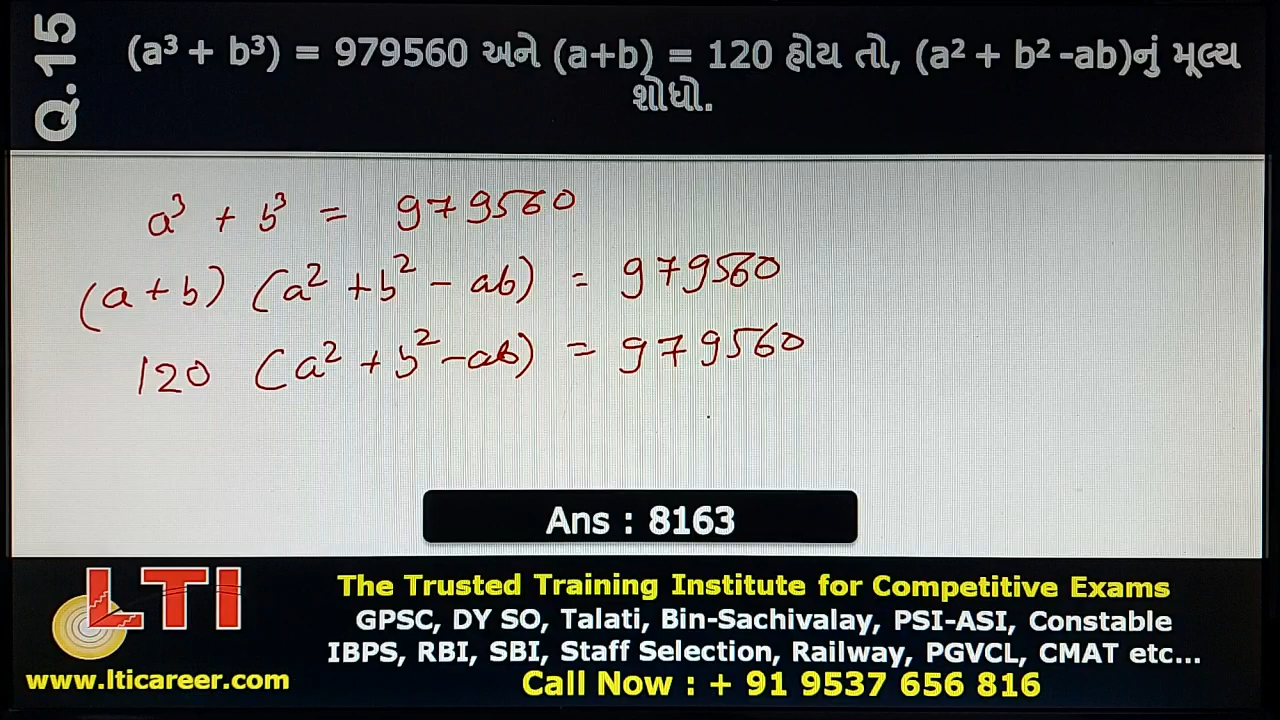 Q.15
(a³ + b³) = 979560 અને (a+b) = 120 હોય તો, (a² + b² -ab)નું મૂલ્ય
શોધો.
a³ + b³ = 979560
(a + b) (a² + b² - ab) = 979560
120 (a² + b² - ab) = 979560
Ans : 8163
LTI
www.lticareer.com
The Trusted Training Institute for Competitive Exams
GPSC, DY SO, Talati, Bin-Sachivalay, PSI-ASI, Constable
IBPS, RBI, SBI, Staff Selection, Railway, PGVCL, CMAT etc...
Call Now : + 91 9537 656 816